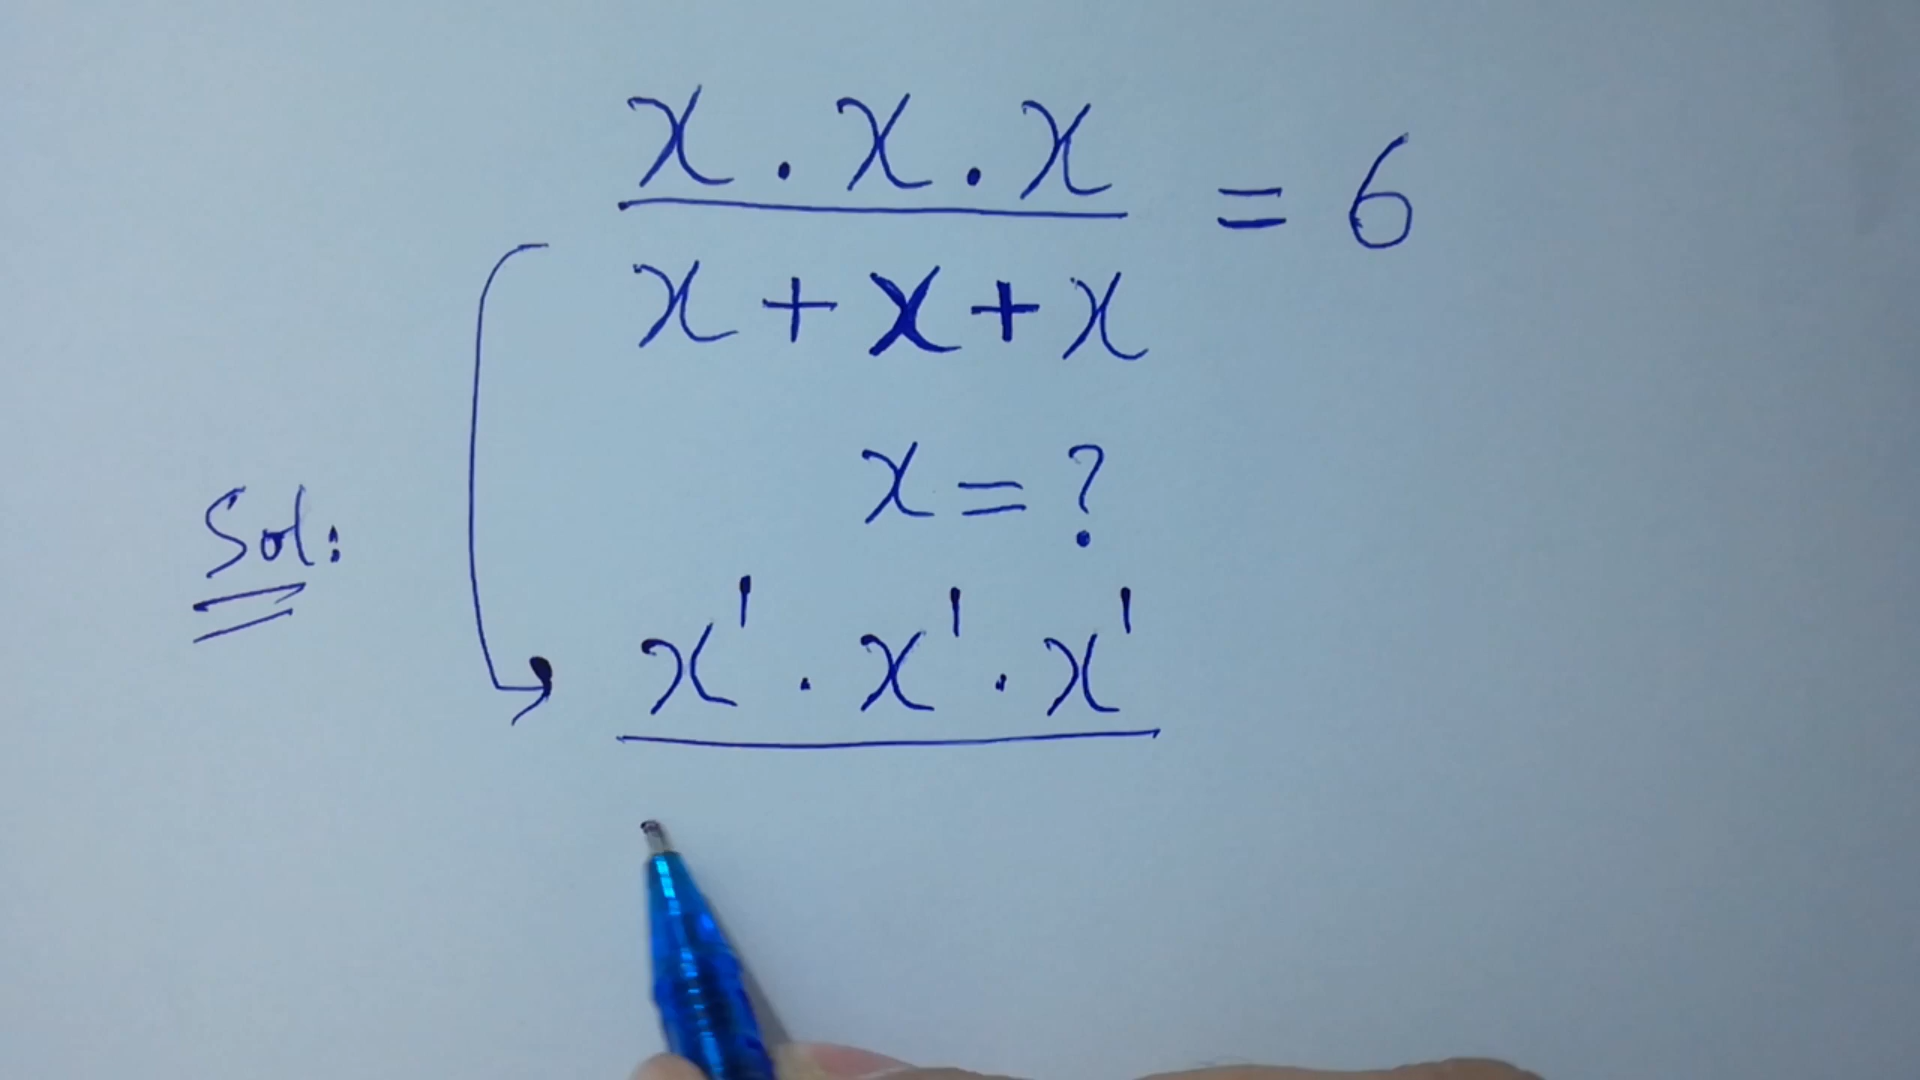 x . x . x
x + x + x
= 6
x = ?
Sol:
x¹ . x¹ . x¹